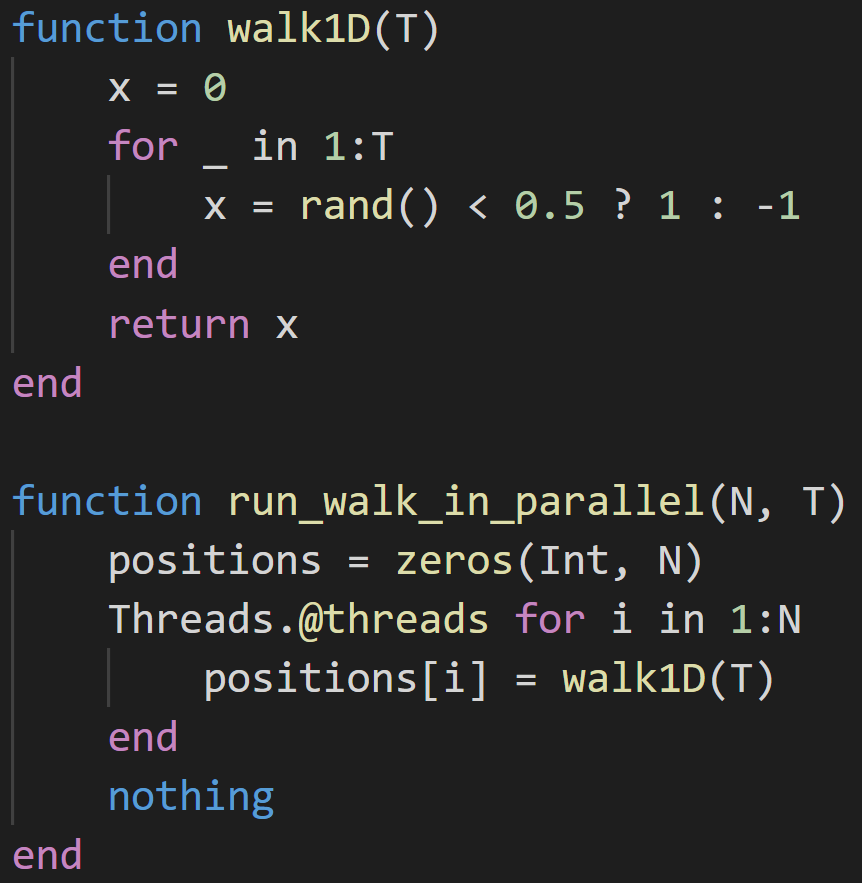 function walk1D(T)
    x = 0
    for _ in 1:T
        x = rand() < 0.5 ? 1 : -1
    end
    return x
end

function run_walk_in_parallel(N, T)
    positions = zeros(Int, N)
    Threads.@threads for i in 1:N
        positions[i] = walk1D(T)
    end
    nothing
end